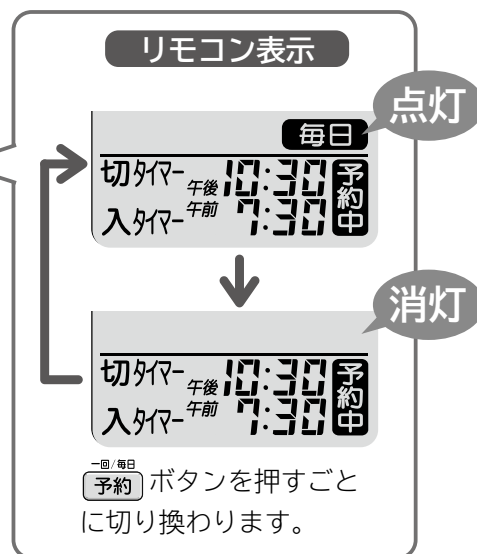 リモコン表示
毎日
点灯
切タイマー 午後 10:30 予約中
入タイマー 午前 7:30
消灯
切タイマー 午後 10:30 予約中
入タイマー 午前 7:30
一回/毎日
予約 ボタンを押すごと
に切り換わります。